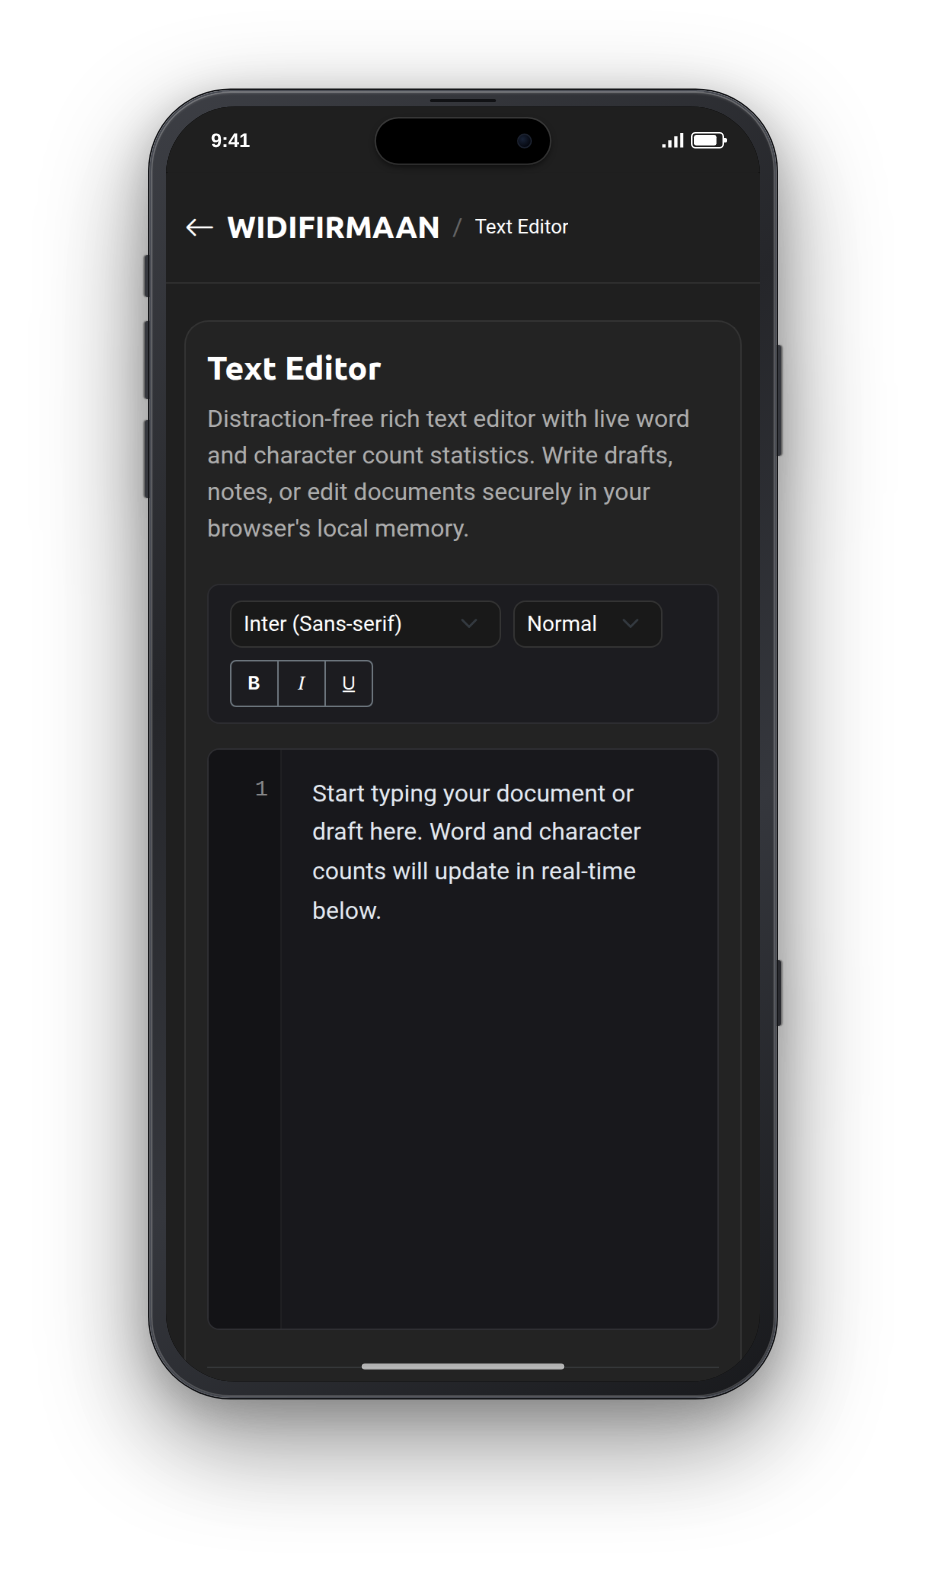 9:41
WIDIFIRMAAN / Text Editor
Text Editor
Distraction-free rich text editor with live word
and character count statistics. Write drafts,
notes, or edit documents securely in your
browser's local memory.
Inter (Sans-serif) Normal
B I U
1
Start typing your document or
draft here. Word and character
counts will update in real-time
below.